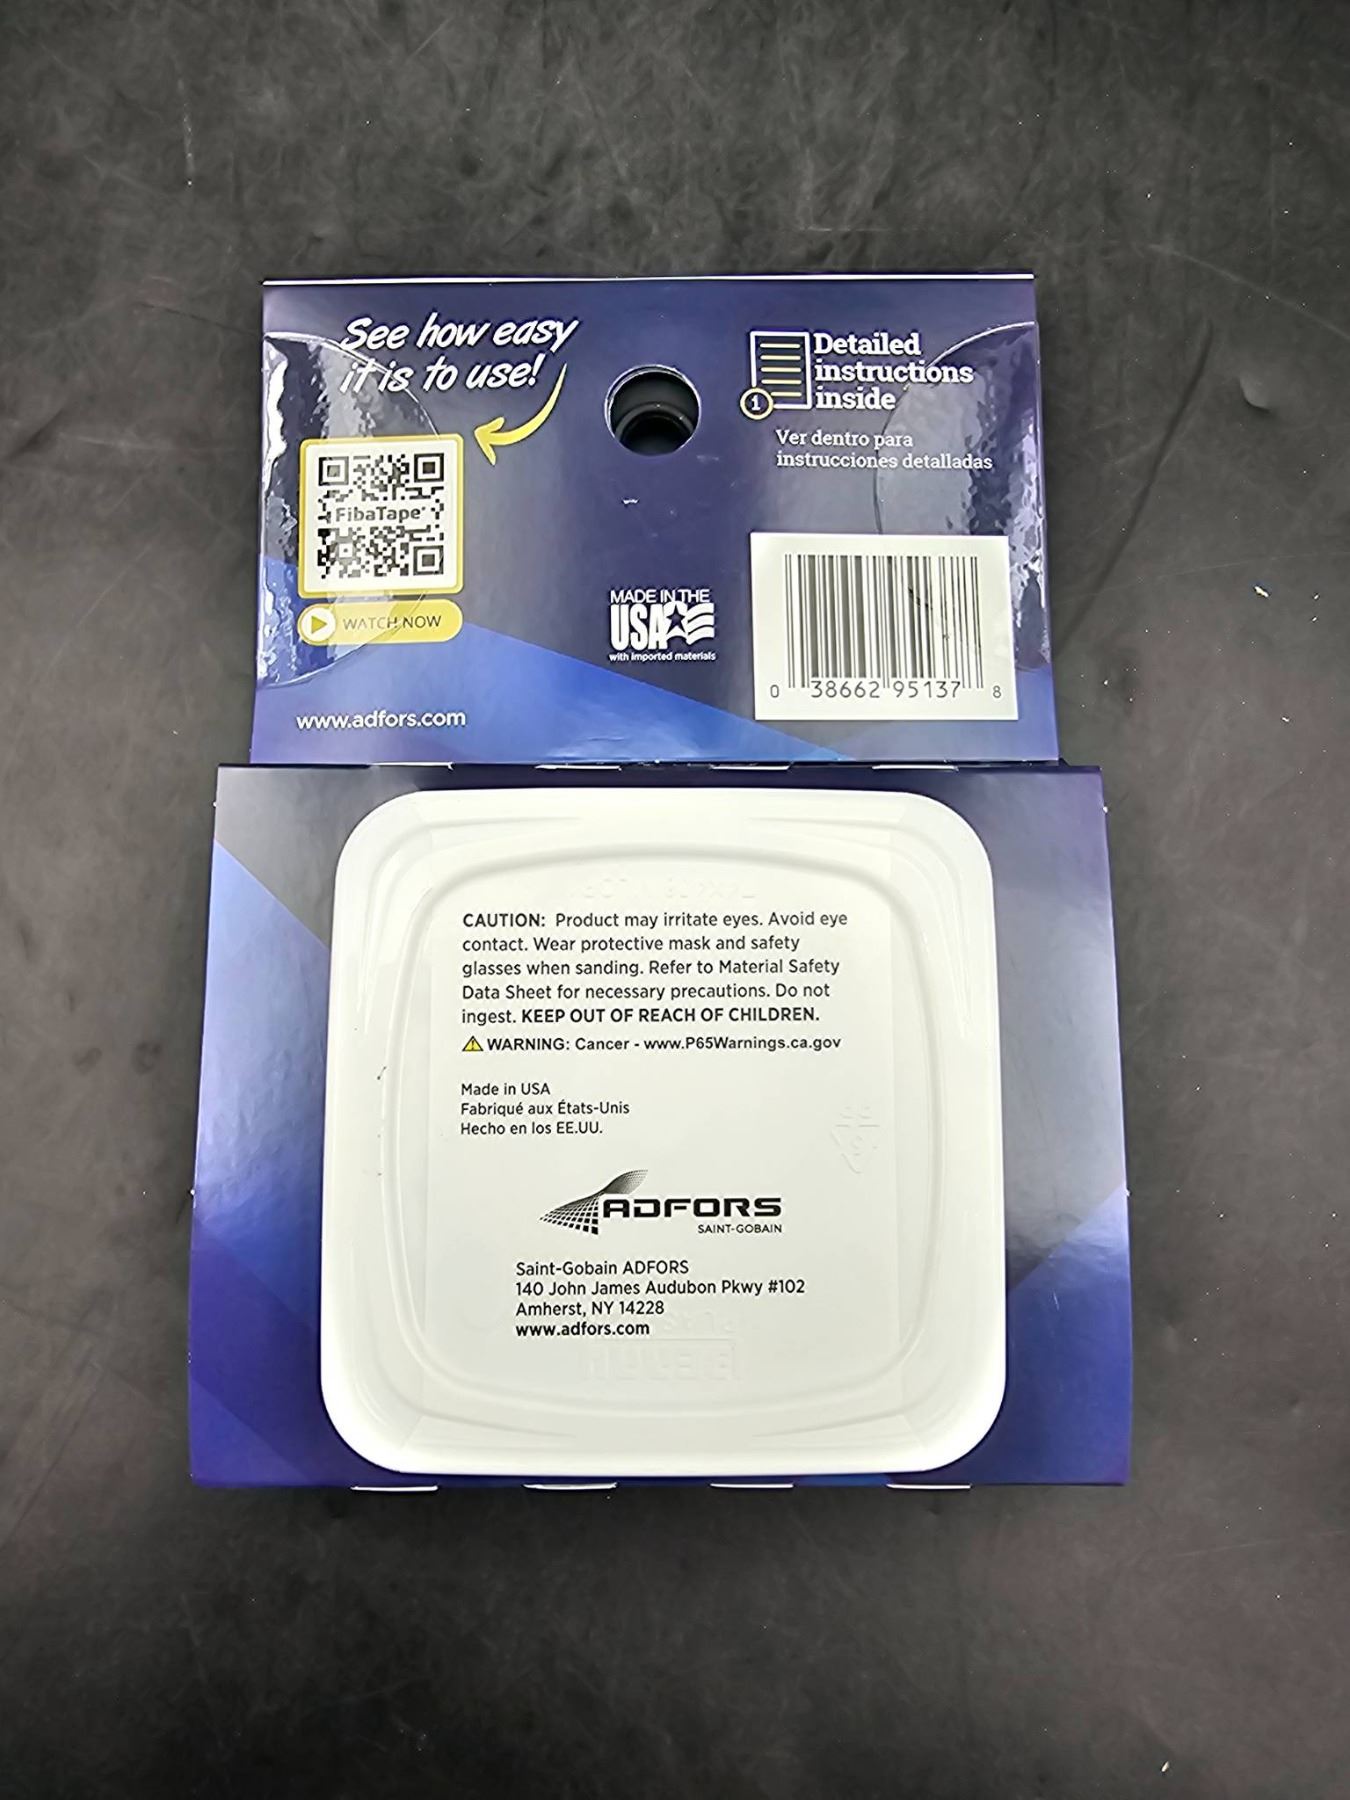 See how easy
it is to use!
FibaTape®
WATCH NOW
www.adfors.com
MADE IN THE
USA
with imported materials
1
Detailed
instructions
inside
Ver dentro para
instrucciones detalladas
0 38662 95137 8
CAUTION: Product may irritate eyes. Avoid eye
contact. Wear protective mask and safety
glasses when sanding. Refer to Material Safety
Data Sheet for necessary precautions. Do not
ingest. KEEP OUT OF REACH OF CHILDREN.
WARNING: Cancer - www.P65Warnings.ca.gov
Made in USA
Fabriqué aux États-Unis
Hecho en los EE.UU.
ADFORS
SAINT-GOBAIN
Saint-Gobain ADFORS
140 John James Audubon Pkwy #102
Amherst, NY 14228
www.adfors.com